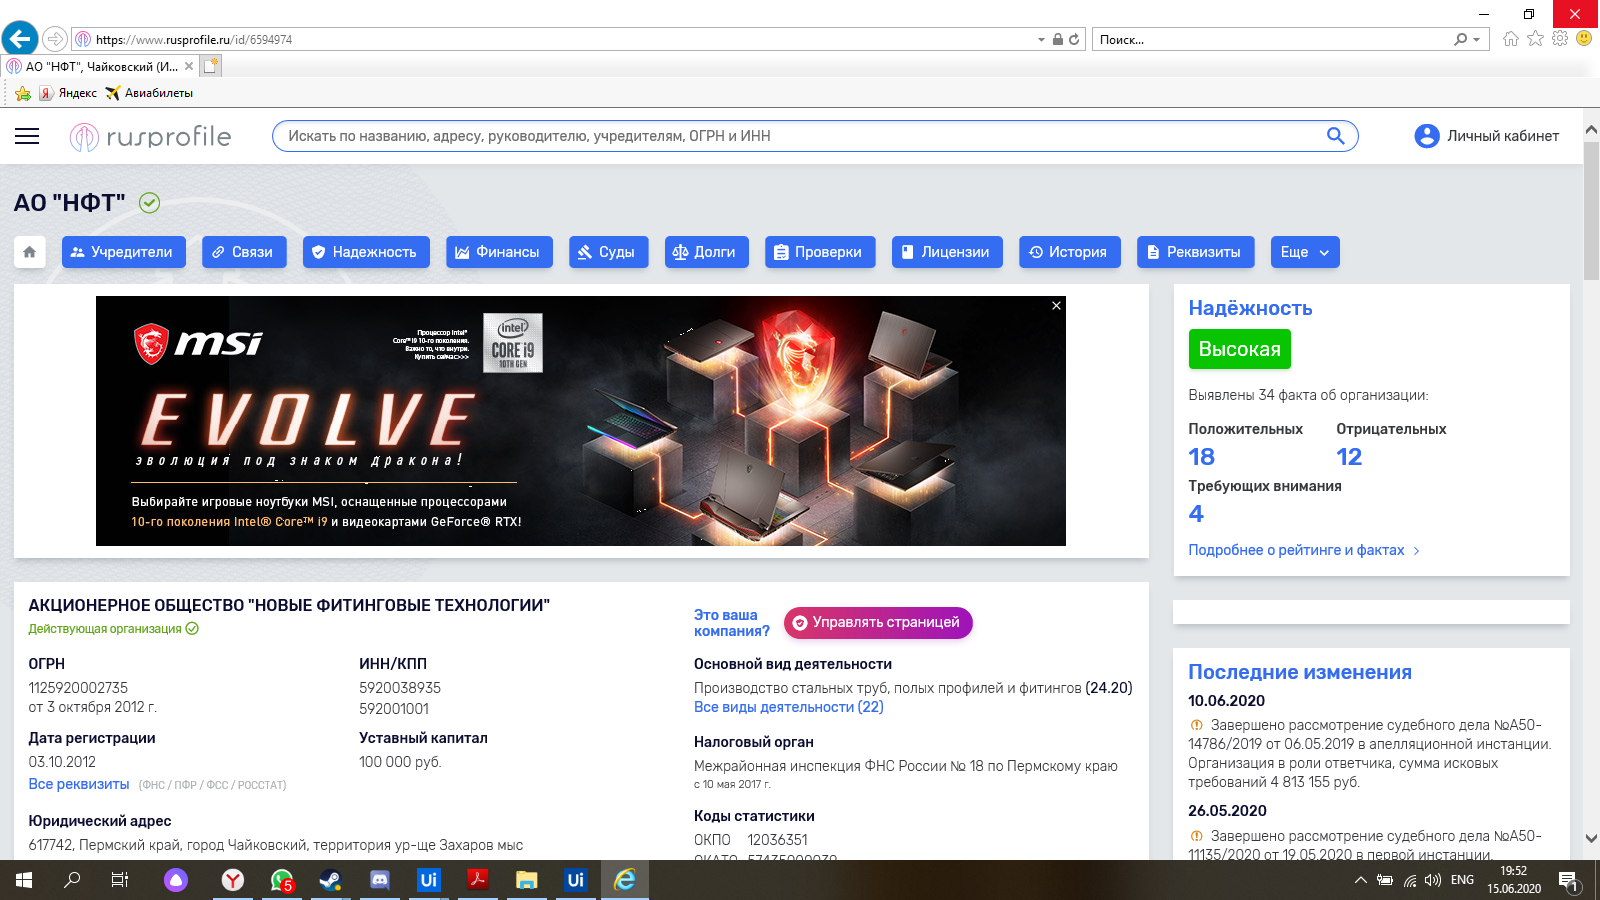 https://www.rusprofile.ru/id/6594974
Поиск...
АО "НФТ", Чайковский (И...
Яндекс
Авиабилеты
rusprofile
Искать по названию, адресу, руководителю, учредителям, ОГРН и ИНН
Личный кабинет
АО "НФТ"
Учредители
Связи
Надежность
Финансы
Суды
Долги
Проверки
Лицензии
История
Реквизиты
Еще
msi
Процессор Intel®
Core™ i9 10-го поколения.
Важно то, что внутри.
Купить сейчас>>>
intel
CORE i9
10TH GEN
EVOLVE
эволюция под знаком дракона!
Выбирайте игровые ноутбуки MSI, оснащенные процессорами
10-го поколения Intel® Core™ i9 и видеокартами GeForce® RTX!
Надёжность
Высокая
Выявлены 34 факта об организации:
Положительных Отрицательных
18 12
Требующих внимания
4
Подробнее о рейтинге и фактах
АКЦИОНЕРНОЕ ОБЩЕСТВО "НОВЫЕ ФИТИНГОВЫЕ ТЕХНОЛОГИИ"
Действующая организация
ОГРН
1125920002735
от 3 октября 2012 г.
ИНН/КПП
5920038935
592001001
Дата регистрации
03.10.2012
Уставный капитал
100 000 руб.
Все реквизиты (ФНС / ПФР / ФСС / РОССТАТ)
Юридический адрес
617742, Пермский край, город Чайковский, территория ур-ще Захаров мыс
Это ваша
компания?
Управлять страницей
Основной вид деятельности
Производство стальных труб, полых профилей и фитингов (24.20)
Все виды деятельности (22)
Налоговый орган
Межрайонная инспекция ФНС России № 18 по Пермскому краю
с 10 мая 2017 г.
Коды статистики
ОКПО 12036351
ОКАТО 57435000039
Последние изменения
10.06.2020
Завершено рассмотрение судебного дела №А50-
14786/2019 от 06.05.2019 в апелляционной инстанции.
Организация в роли ответчика, сумма исковых
требований 4 813 155 руб.
26.05.2020
Завершено рассмотрение судебного дела №А50-
11135/2020 от 19.05.2020 в первой инстанции.
5
Ui
Ui
ENG
19:52
15.06.2020
1